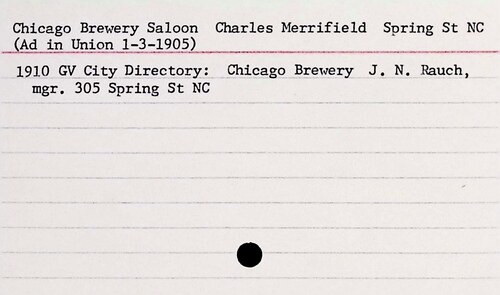 Chicago Brewery Saloon Charles Merrifield Spring St NC
(Ad in Union 1-3-1905)
1910 GV City Directory: Chicago Brewery J. N. Rauch,
mgr. 305 Spring St NC